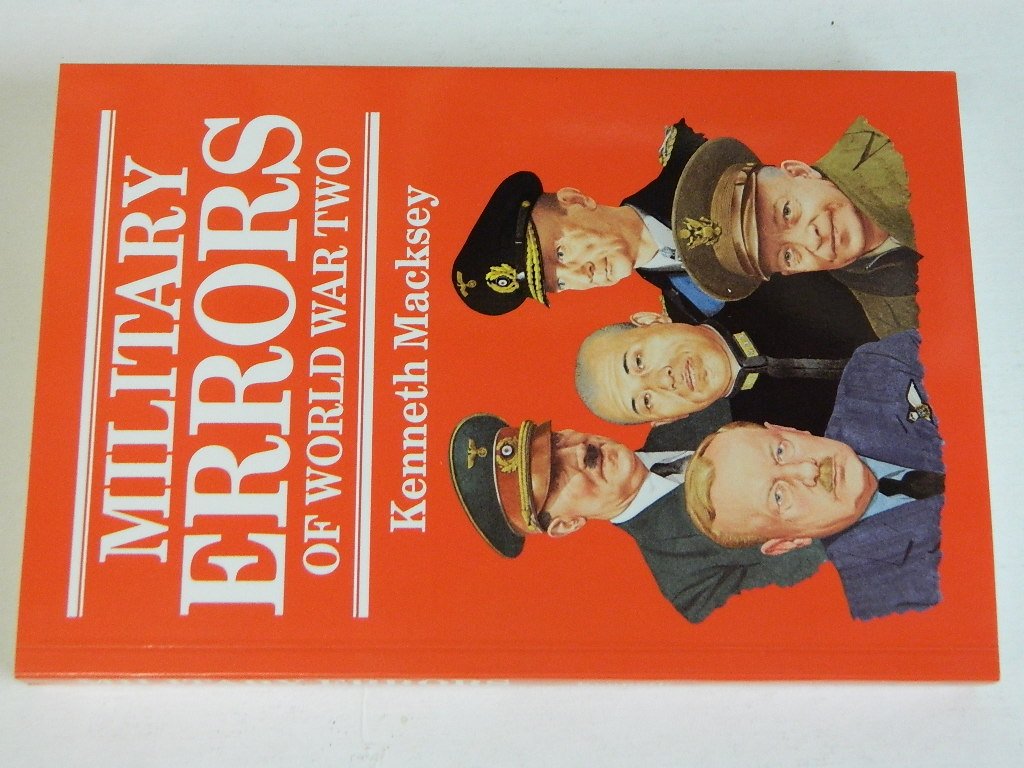 MILITARY
ERRORS
OF WORLD WAR TWO
Kenneth Macksey